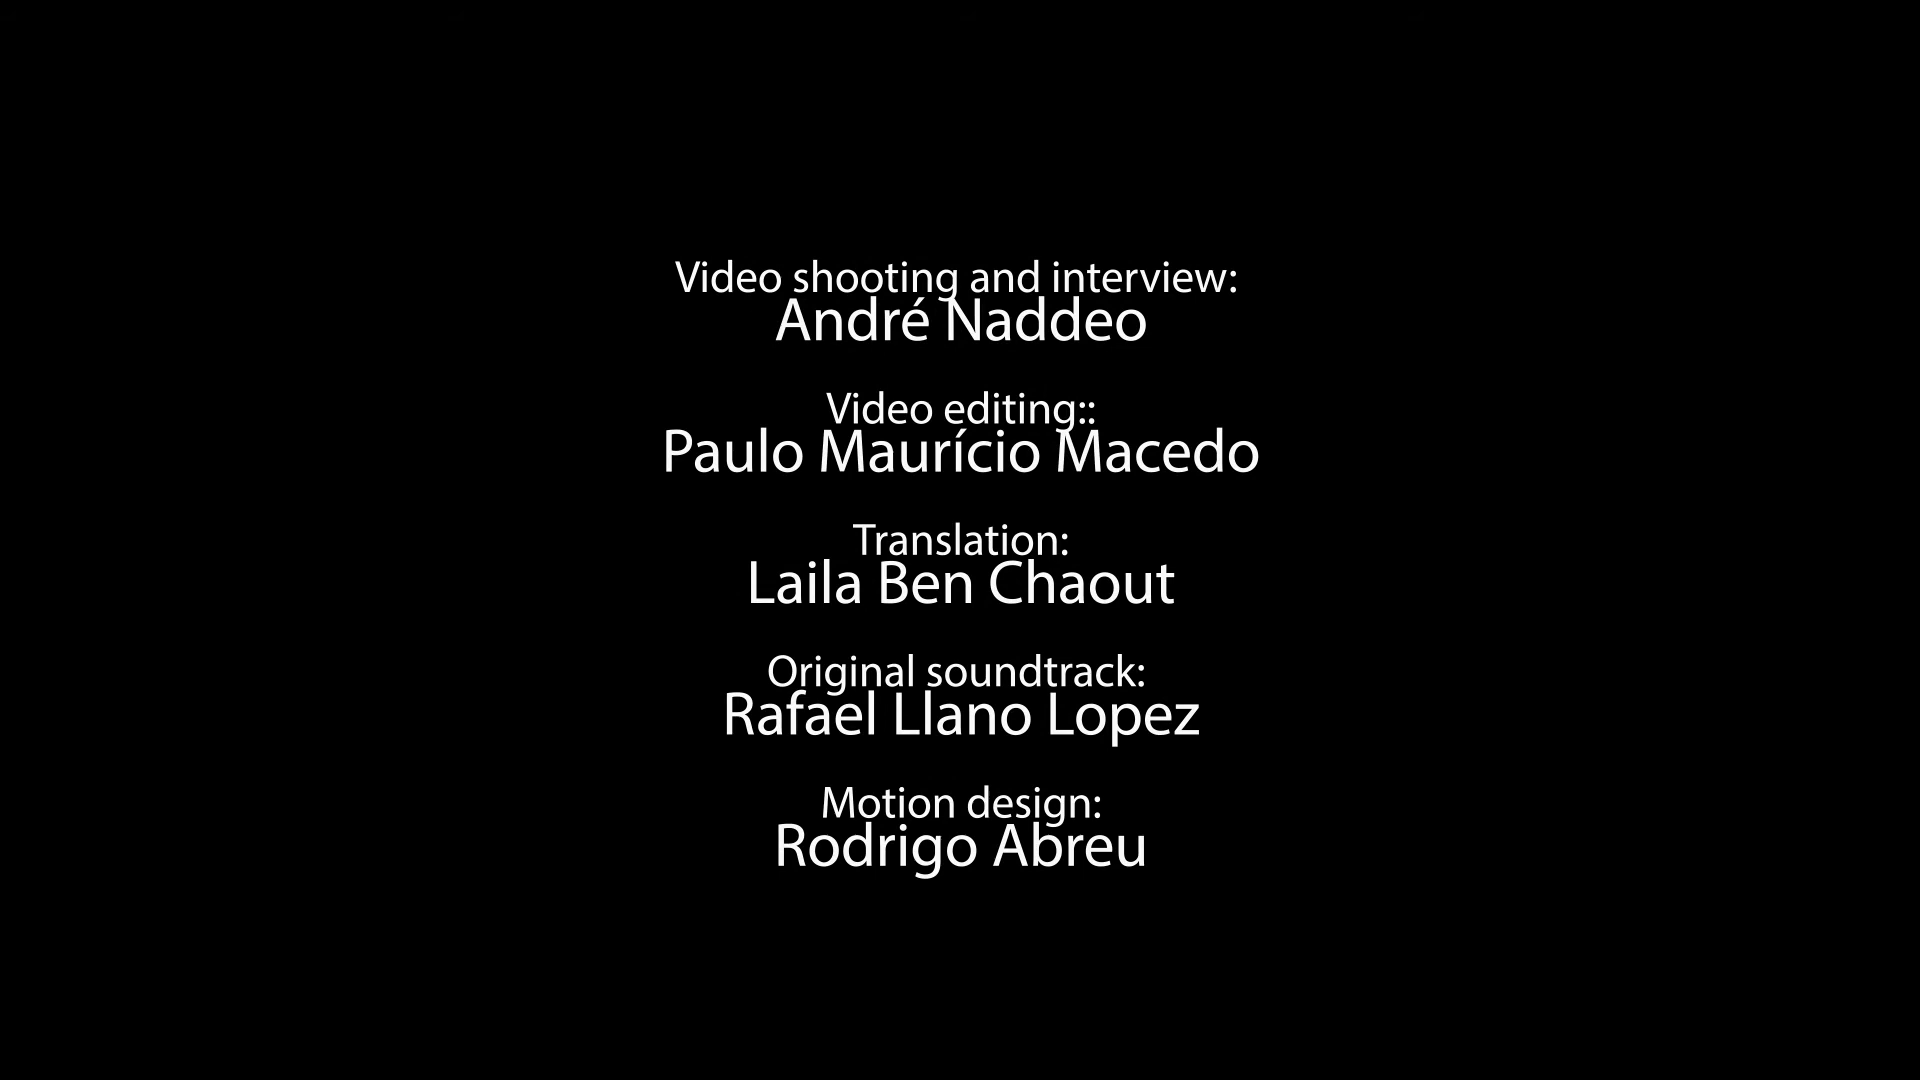 Video shooting and interview:
André Naddeo
Video editing::
Paulo Maurício Macedo
Translation:
Laila Ben Chaout
Original soundtrack:
Rafael Llano Lopez
Motion design:
Rodrigo Abreu